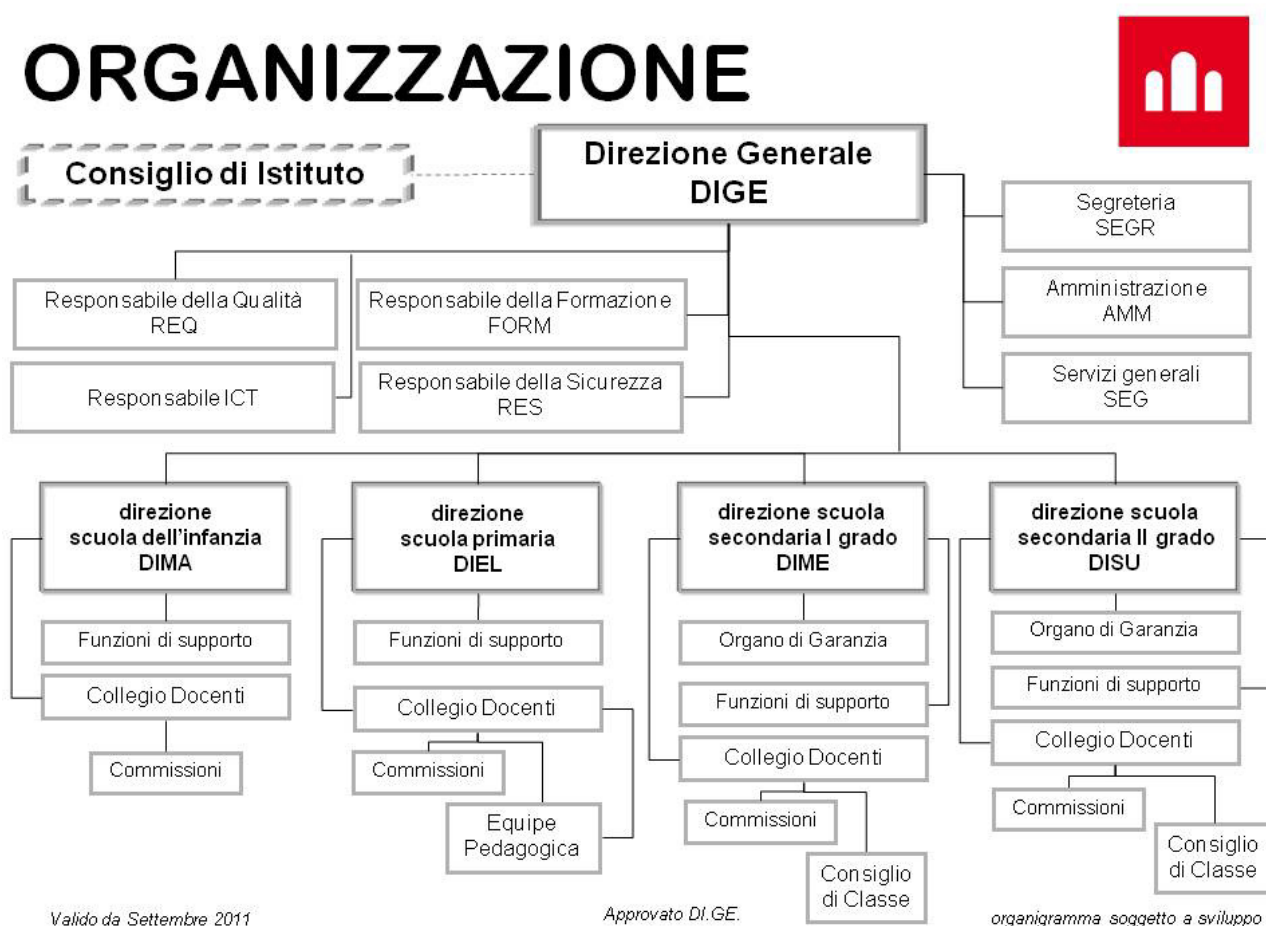 ORGANIZZAZIONE
Consiglio di Istituto
Direzione Generale
DIGE
Segreteria
SEGR
Amministrazione
AMM
Servizi generali
SEG
Responsabile della Qualità
REQ
Responsabile della Formazione
FORM
Responsabile ICT
Responsabile della Sicurezza
RES
direzione
scuola dell'infanzia
DIMA
direzione
scuola primaria
DIEL
direzione scuola
secondaria I grado
DIME
direzione scuola
secondaria II grado
DISU
Funzioni di supporto
Collegio Docenti
Commissioni
Funzioni di supporto
Collegio Docenti
Commissioni
Equipe
Pedagogica
Organo di Garanzia
Funzioni di supporto
Collegio Docenti
Commissioni
Consiglio
di Classe
Organo di Garanzia
Funzioni di supporto
Collegio Docenti
Commissioni
Consiglio
di Classe
Valido da Settembre 2011
Approvato DI.GE.
organigramma soggetto a sviluppo